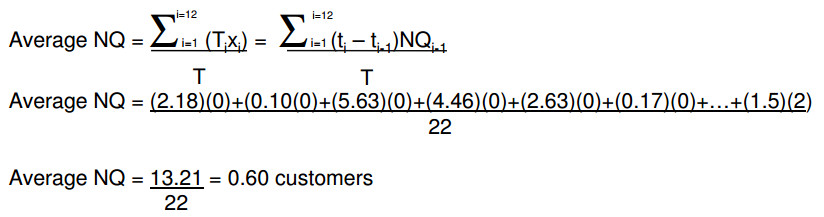 i=12 i=12
Average NQ = ∑ i=1 (Tᵢxᵢ) = ∑ i=1 (tᵢ – tᵢ₋₁)NQᵢ₋₁
T T
Average NQ = (2.18)(0)+(0.10(0)+(5.63)(0)+(4.46)(0)+(2.63)(0)+(0.17)(0)+…+(1.5)(2)
22
Average NQ = 13.21 = 0.60 customers
22